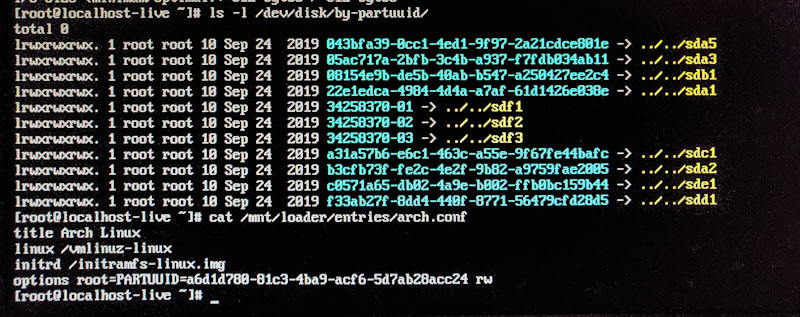 [root@localhost-live ~]# ls -l /dev/disk/by-partuuid/
total 0
lrwxrwxrwx. 1 root root 10 Sep 24  2019 043bfa39-0cc1-4ed1-9f97-2a21cdce801e -> ../../sda5
lrwxrwxrwx. 1 root root 10 Sep 24  2019 05ac717a-2bfb-3c4b-a937-f7fdb034ab11 -> ../../sda3
lrwxrwxrwx. 1 root root 10 Sep 24  2019 08154e9b-de5b-40ab-b547-a250427ee2c4 -> ../../sdb1
lrwxrwxrwx. 1 root root 10 Sep 24  2019 22e1edca-4984-4d4a-a7af-61d1426e038e -> ../../sda1
lrwxrwxrwx. 1 root root 10 Sep 24  2019 34258370-01 -> ../../sdf1
lrwxrwxrwx. 1 root root 10 Sep 24  2019 34258370-02 -> ../../sdf2
lrwxrwxrwx. 1 root root 10 Sep 24  2019 34258370-03 -> ../../sdf3
lrwxrwxrwx. 1 root root 10 Sep 24  2019 a31a57b6-e6c1-463c-a55e-9f67fe44bafc -> ../../sdc1
lrwxrwxrwx. 1 root root 10 Sep 24  2019 b3cfb73f-fe2c-4e2f-9b82-a9759fae2005 -> ../../sda2
lrwxrwxrwx. 1 root root 10 Sep 24  2019 c0571a65-db02-4a9e-b002-ffb0bc159b44 -> ../../sde1
lrwxrwxrwx. 1 root root 10 Sep 24  2019 f33ab27f-8dd4-440f-8771-56479cfd28d5 -> ../../sdd1
[root@localhost-live ~]# cat /mnt/loader/entries/arch.conf
title Arch Linux
linux /vmlinuz-linux
initrd /initramfs-linux.img
options root=PARTUUID=a6d1d780-81c3-4ba9-acf6-5d7ab28acc24 rw
[root@localhost-live ~]# _